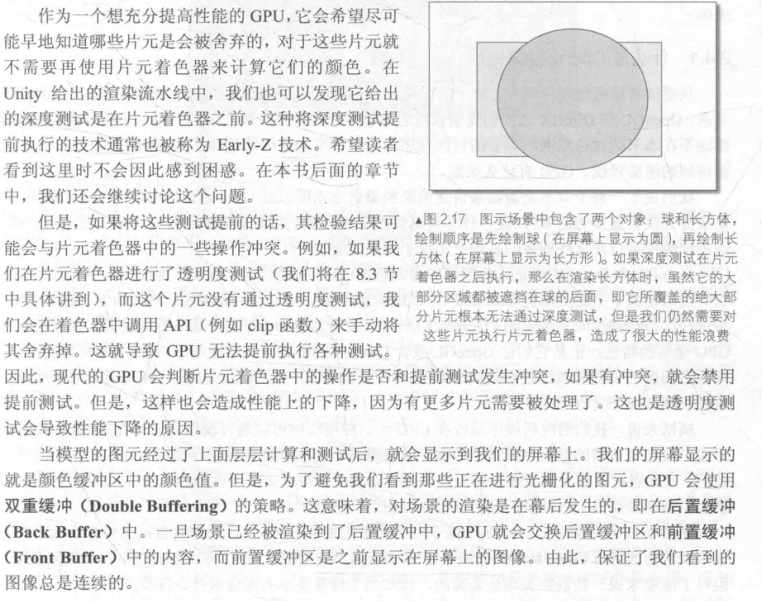 作为一个想充分提高性能的 GPU，它会希望尽可
能早地知道哪些片元是会被舍弃的，对于这些片元就
不需要再使用片元着色器来计算它们的颜色。在
Unity 给出的渲染流水线中，我们也可以发现它给出
的深度测试是在片元着色器之前。这种将深度测试提
前执行的技术通常也被称为 Early-Z 技术。希望读者
看到这里时不会因此感到困惑。在本书后面的章节
中，我们还会继续讨论这个问题。
但是，如果将这些测试提前的话，其检验结果可
能会与片元着色器中的一些操作冲突。例如，如果我
们在片元着色器进行了透明度测试（我们将在 8.3 节
中具体讲到），而这个片元没有通过透明度测试，我
们会在着色器中调用 API（例如 clip 函数）来手动将
其舍弃掉。这就导致 GPU 无法提前执行各种测试。
▲图 2.17 图示场景中包含了两个对象：球和长方体，
绘制顺序是先绘制球（在屏幕上显示为圆），再绘制长
方体（在屏幕上显示为长方形）。如果深度测试在片元
着色器之后执行，那么在渲染长方体时，虽然它的大
部分区域都被遮挡在球的后面，即它所覆盖的绝大部
分片元根本无法通过深度测试，但是我们仍然需要对
这些片元执行片元着色器，造成了很大的性能浪费
因此，现代的 GPU 会判断片元着色器中的操作是否和提前测试发生冲突，如果有冲突，就会禁用
提前测试。但是，这样也会造成性能上的下降，因为有更多片元需要被处理了。这也是透明度测
试会导致性能下降的原因。
当模型的图元经过了上面层层计算和测试后，就会显示到我们的屏幕上。我们的屏幕显示的
就是颜色缓冲区中的颜色值。但是，为了避免我们看到那些正在进行光栅化的图元，GPU 会使用
双重缓冲（Double Buffering）的策略。这意味着，对场景的渲染是在幕后发生的，即在后置缓冲
（Back Buffer）中。一旦场景已经被渲染到了后置缓冲中，GPU 就会交换后置缓冲区和前置缓冲
（Front Buffer）中的内容，而前置缓冲区是之前显示在屏幕上的图像。由此，保证了我们看到的
图像总是连续的。